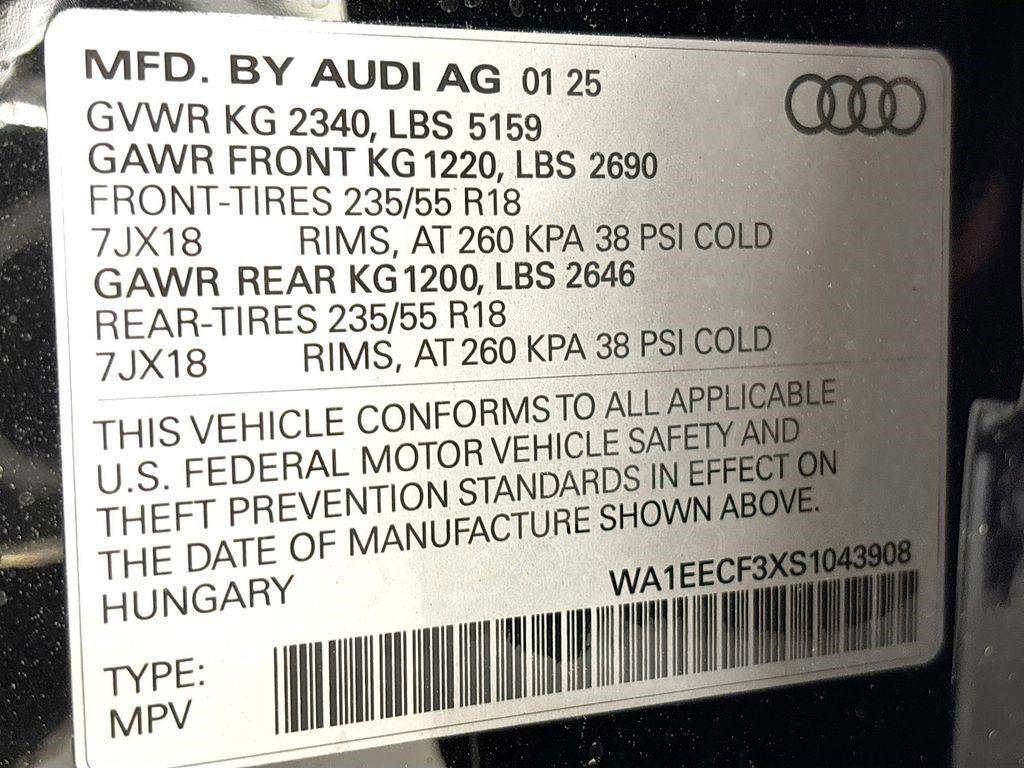 MFD. BY AUDI AG 01 25
GVWR KG 2340, LBS 5159
GAWR FRONT KG 1220, LBS 2690
FRONT-TIRES 235/55 R18
7JX18 RIMS, AT 260 KPA 38 PSI COLD
GAWR REAR KG 1200, LBS 2646
REAR-TIRES 235/55 R18
7JX18 RIMS, AT 260 KPA 38 PSI COLD
THIS VEHICLE CONFORMS TO ALL APPLICABLE
U.S. FEDERAL MOTOR VEHICLE SAFETY AND
THEFT PREVENTION STANDARDS IN EFFECT ON
THE DATE OF MANUFACTURE SHOWN ABOVE.
HUNGARY WA1EECF3XS1043908
TYPE:
MPV